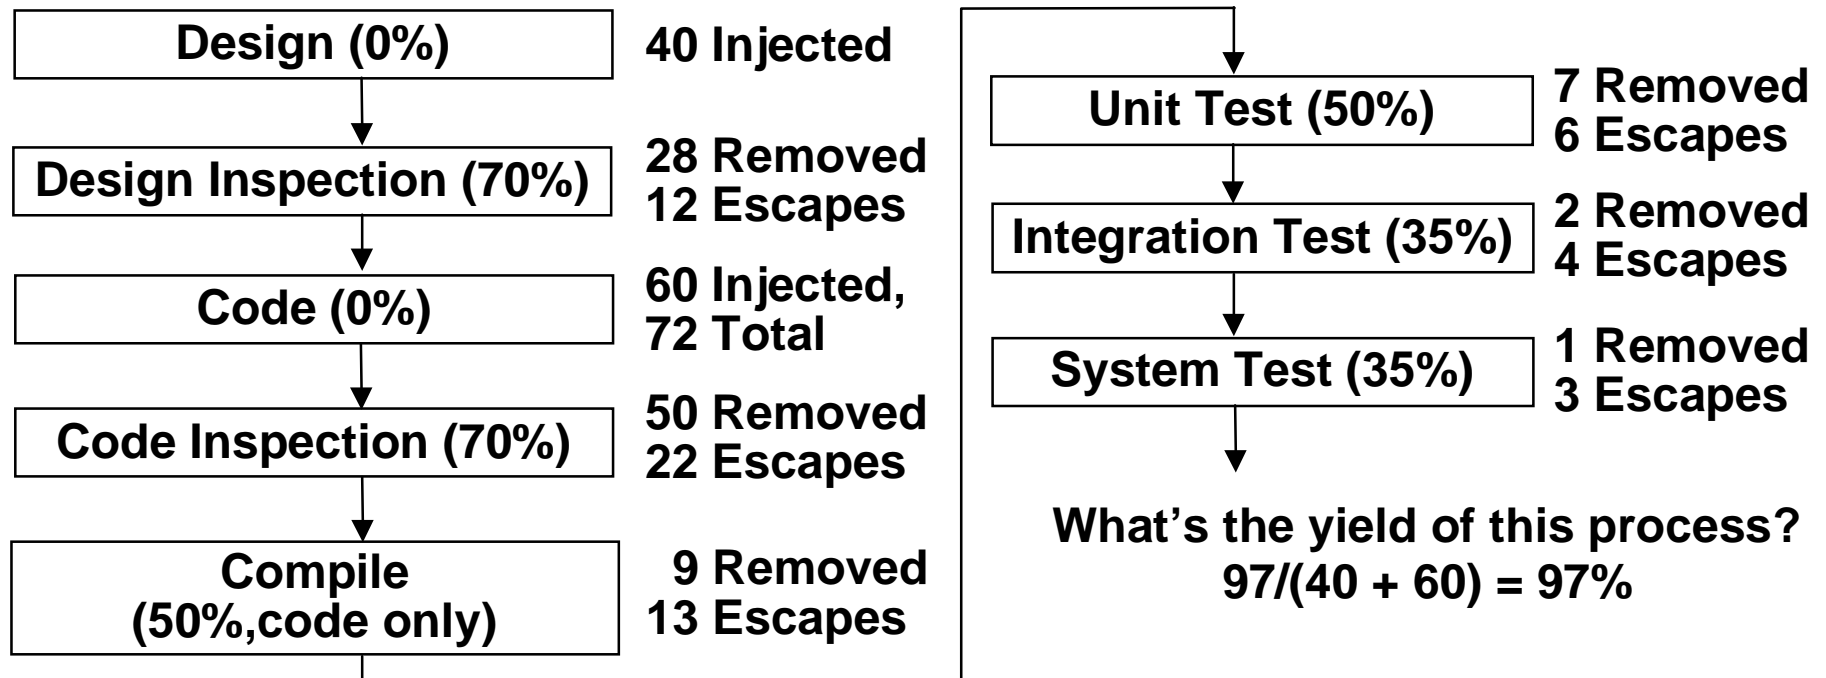 Design (0%)
40 Injected
Design Inspection (70%)
28 Removed
12 Escapes
Code (0%)
60 Injected,
72 Total
Code Inspection (70%)
50 Removed
22 Escapes
Compile
(50%,code only)
9 Removed
13 Escapes
Unit Test (50%)
7 Removed
6 Escapes
Integration Test (35%)
2 Removed
4 Escapes
System Test (35%)
1 Removed
3 Escapes
What’s the yield of this process?
97/(40 + 60) = 97%